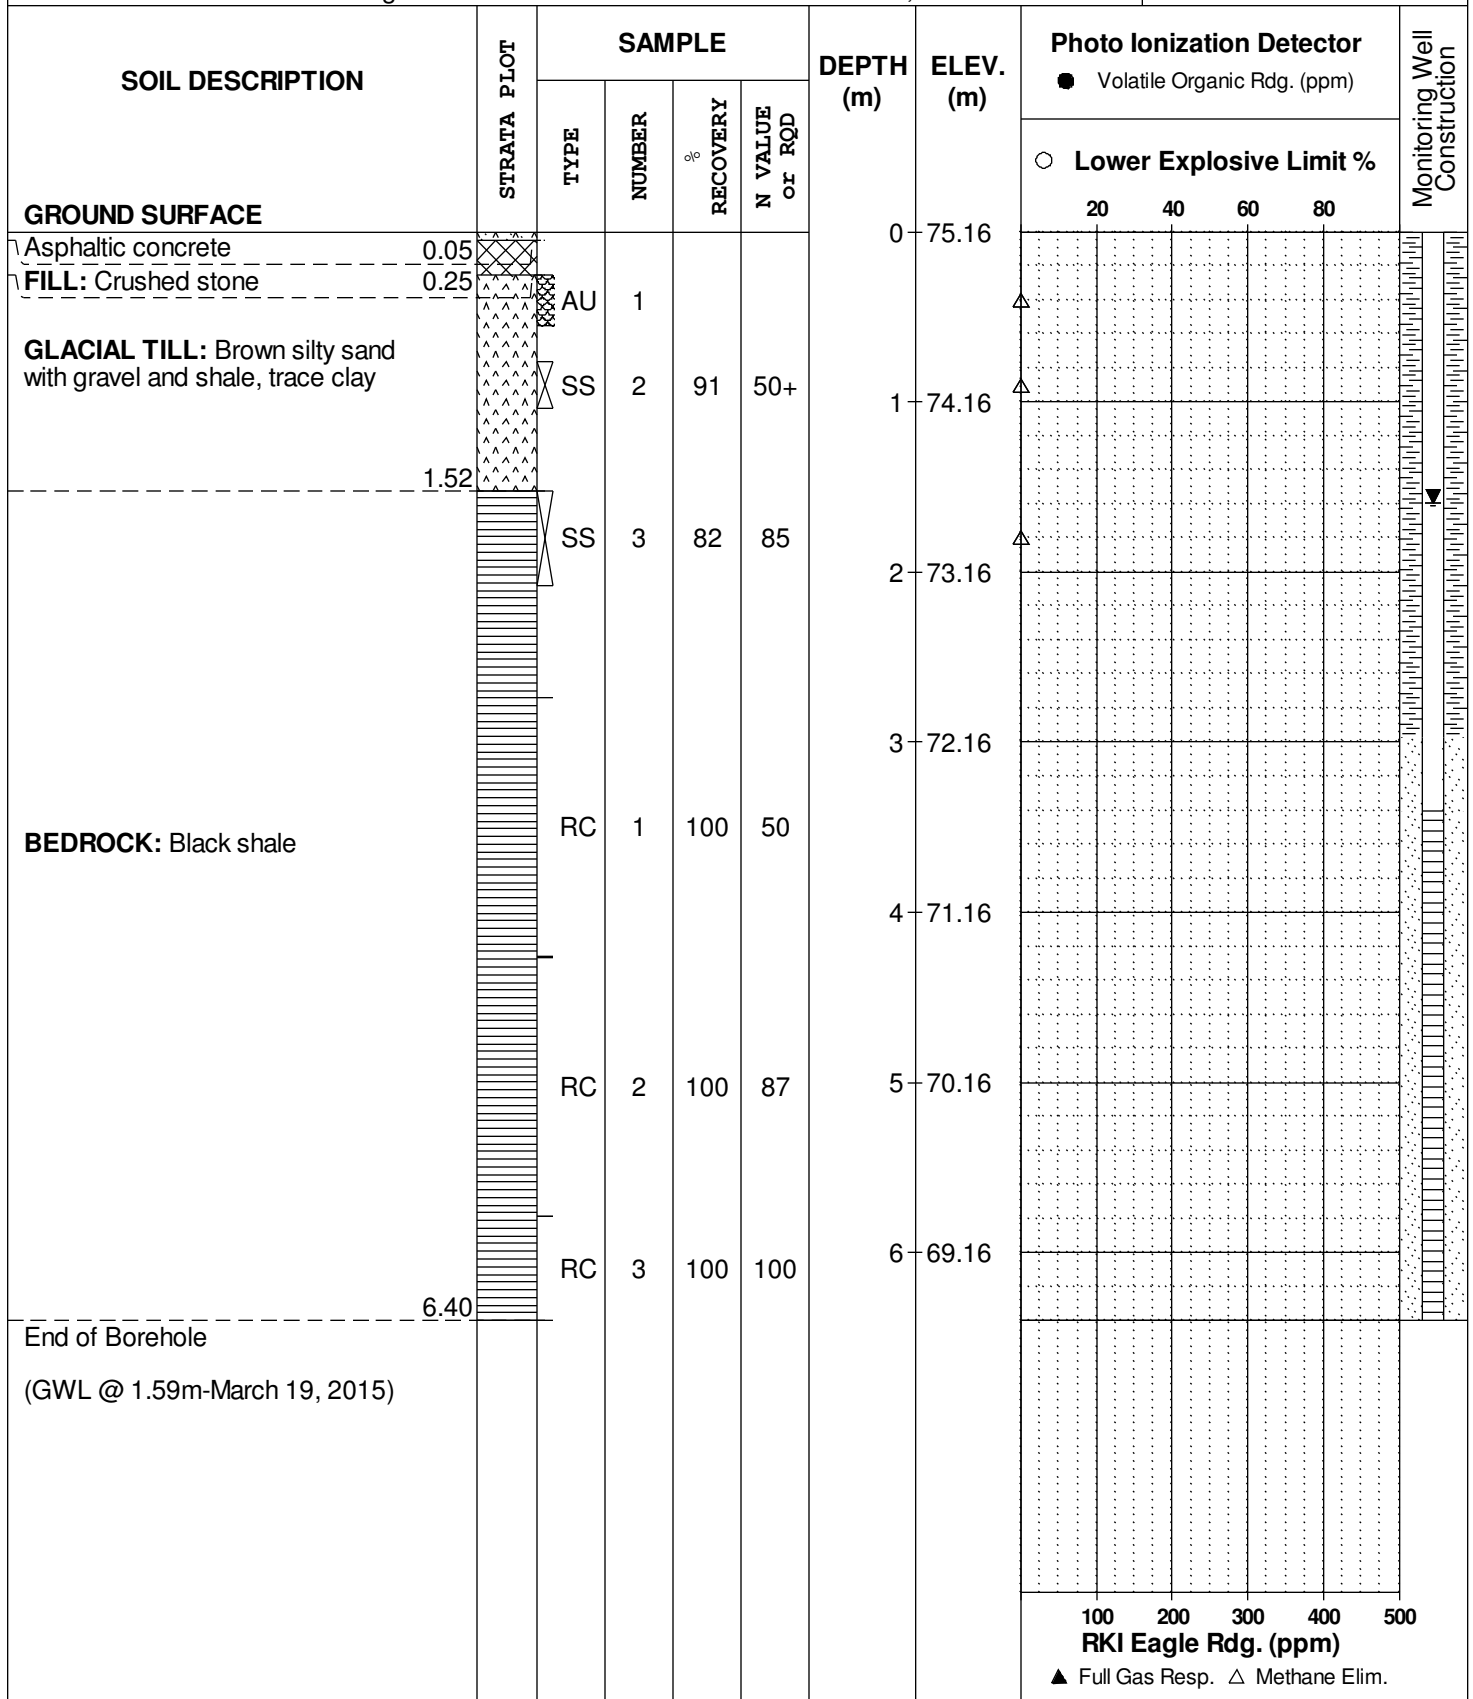 SOIL DESCRIPTION
GROUND SURFACE
STRATA PLOT
SAMPLE
TYPE
NUMBER
% RECOVERY
N VALUE or RQD
DEPTH (m)
ELEV. (m)
Photo Ionization Detector
● Volatile Organic Rdg. (ppm)
○ Lower Explosive Limit %
20 40 60 80
Monitoring Well Construction
Asphaltic concrete 0.05
FILL: Crushed stone 0.25
GLACIAL TILL: Brown silty sand
with gravel and shale, trace clay
1.52
BEDROCK: Black shale
6.40
End of Borehole
(GWL @ 1.59m-March 19, 2015)
AU 1
SS 2 91 50+
SS 3 82 85
RC 1 100 50
RC 2 100 87
RC 3 100 100
0 75.16
1 74.16
2 73.16
3 72.16
4 71.16
5 70.16
6 69.16
100 200 300 400 500
RKI Eagle Rdg. (ppm)
▲ Full Gas Resp. △ Methane Elim.